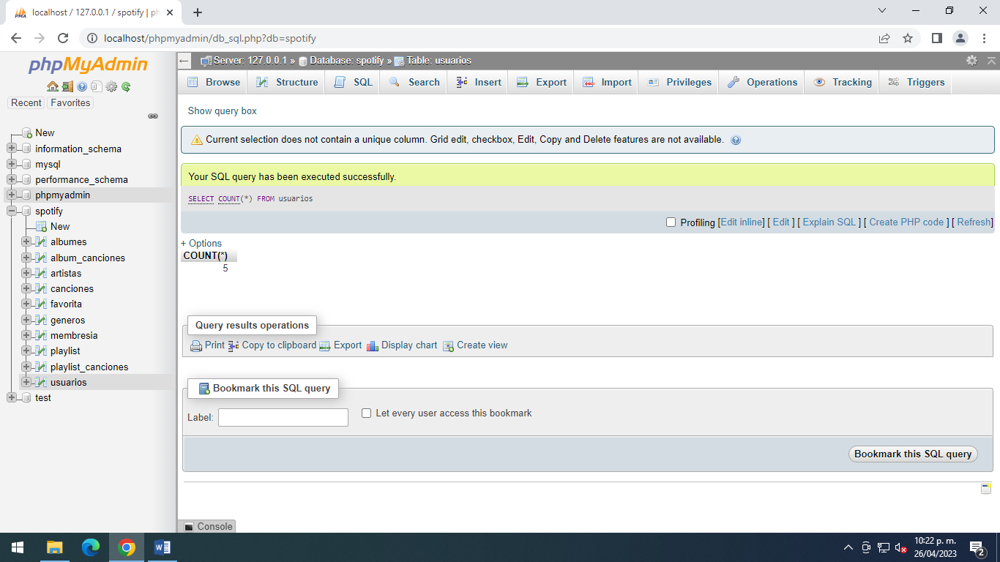 localhost / 127.0.0.1 / spotify | ph
localhost/phpmyadmin/db_sql.php?db=spotify
phpMyAdmin
Recent Favorites
New
information_schema
mysql
performance_schema
phpmyadmin
spotify
New
albumes
album_canciones
artistas
canciones
favorita
generos
membresia
playlist
playlist_canciones
usuarios
test
Server: 127.0.0.1 » Database: spotify » Table: usuarios
Browse Structure SQL Search Insert Export Import Privileges Operations Tracking Triggers
Show query box
Current selection does not contain a unique column. Grid edit, checkbox, Edit, Copy and Delete features are not available.
Your SQL query has been executed successfully.
SELECT COUNT(*) FROM usuarios
Profiling [Edit inline] [ Edit ] [ Explain SQL ] [ Create PHP code ] [ Refresh]
+ Options
COUNT(*)
5
Query results operations
Print Copy to clipboard Export Display chart Create view
Bookmark this SQL query
Label: Let every user access this bookmark
Bookmark this SQL query
Console
10:22 p. m.
26/04/2023
2